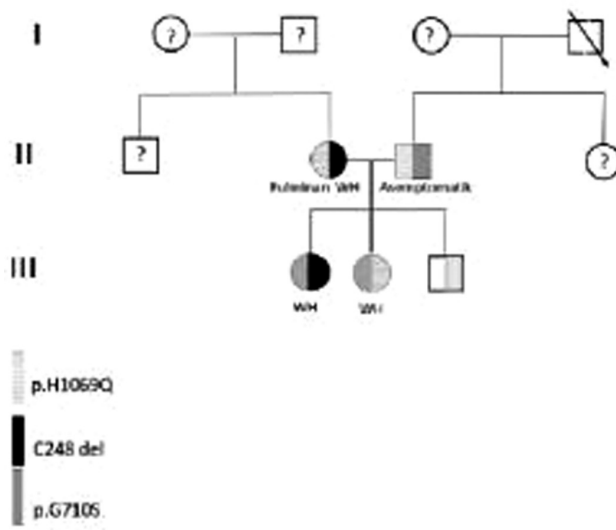 I
? ? ?
II
? ?
Fulminan WH Asemptomatik
III
WH WH
p.H1069Q
C248 del
p.G710S